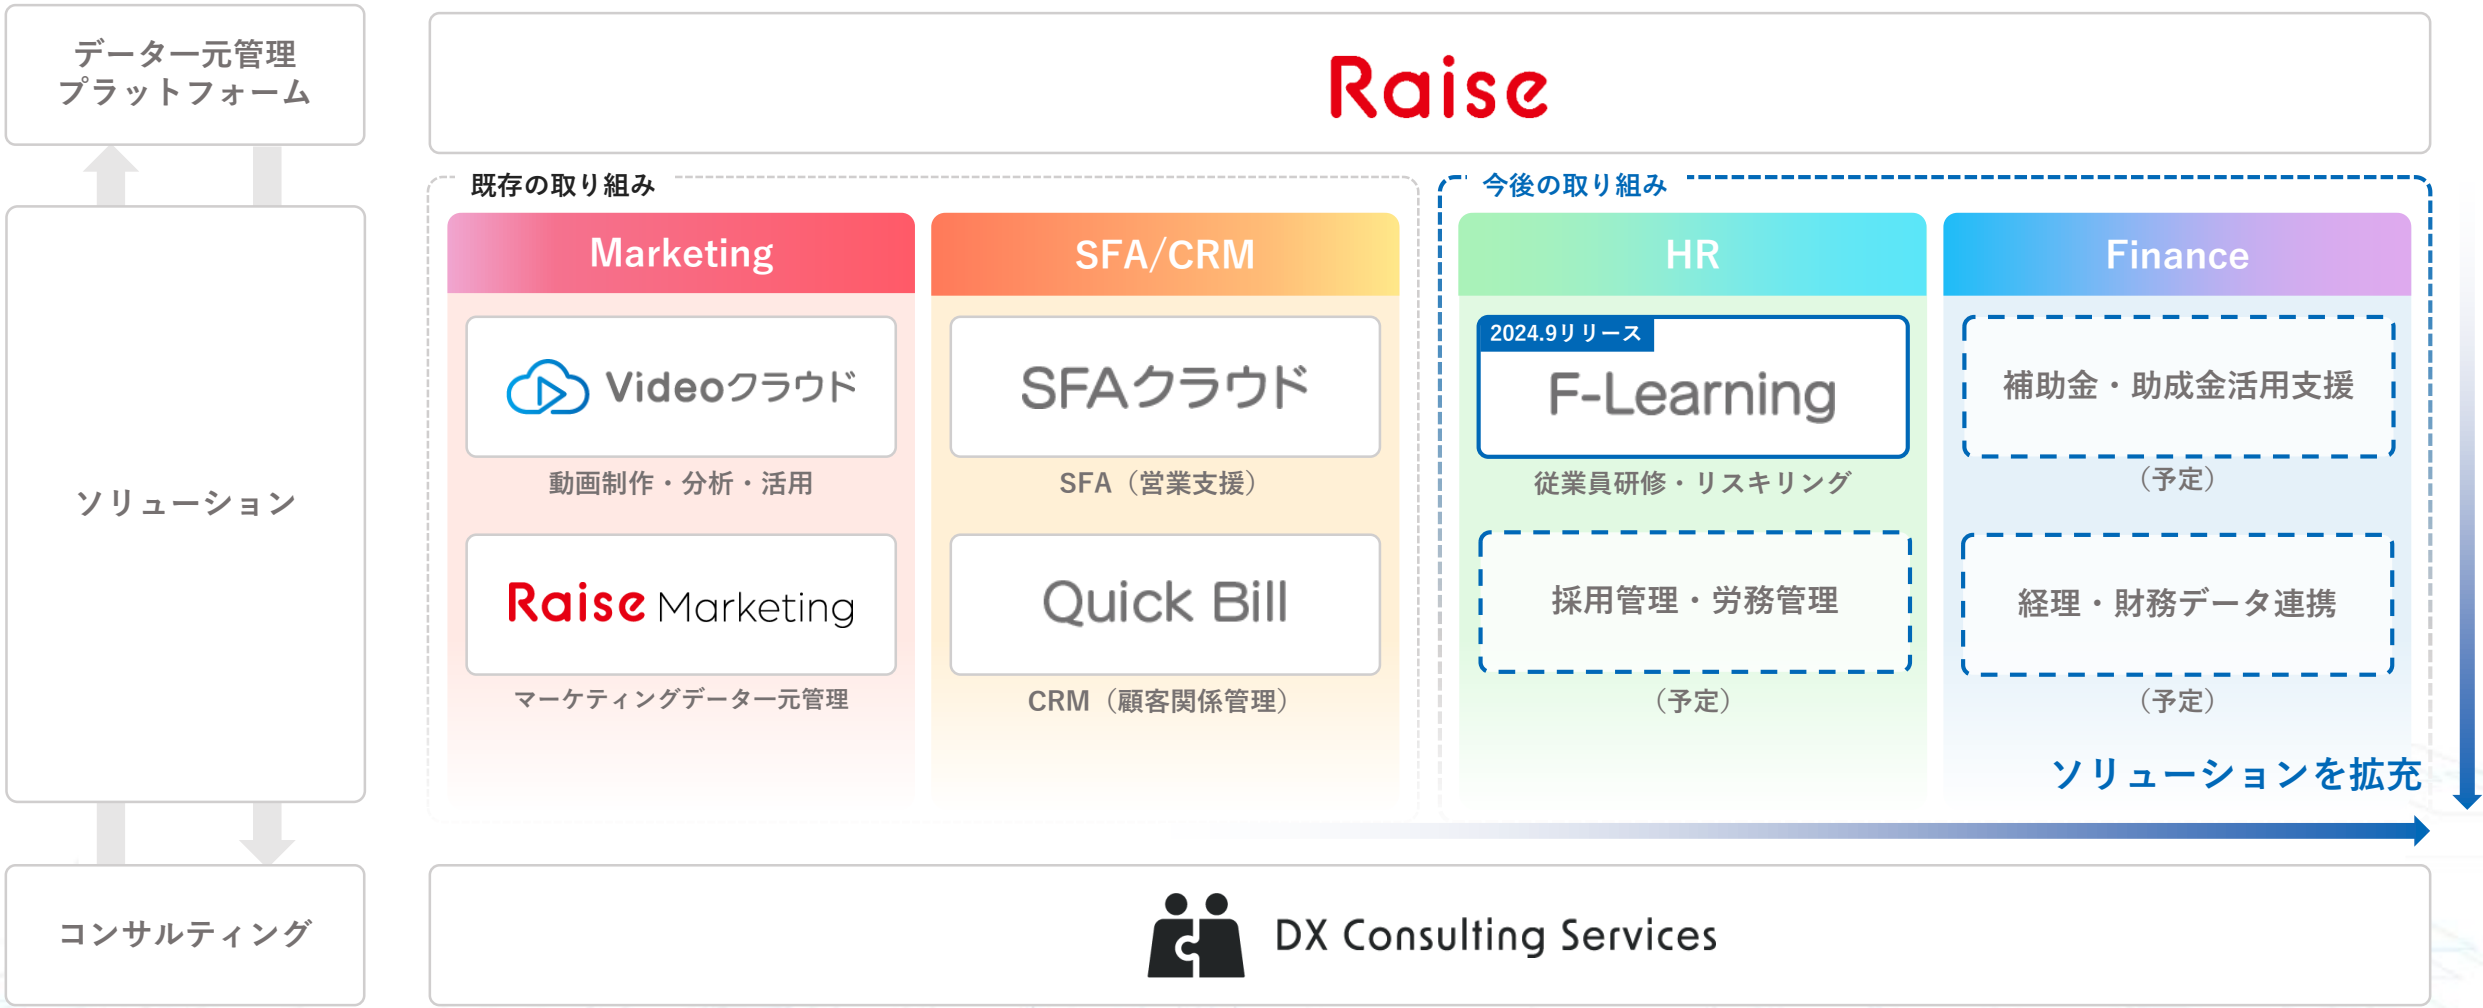 データ一元管理
プラットフォーム
Raise
既存の取り組み
今後の取り組み
Marketing
SFA/CRM
HR
Finance
ソリューション
Videoクラウド
動画制作・分析・活用
SFAクラウド
SFA（営業支援）
2024.9リリース
F-Learning
従業員研修・リスキリング
補助金・助成金活用支援
（予定）
Raise Marketing
マーケティングデータ一元管理
Quick Bill
CRM（顧客関係管理）
採用管理・労務管理
（予定）
経理・財務データ連携
（予定）
ソリューションを拡充
コンサルティング
DX Consulting Services